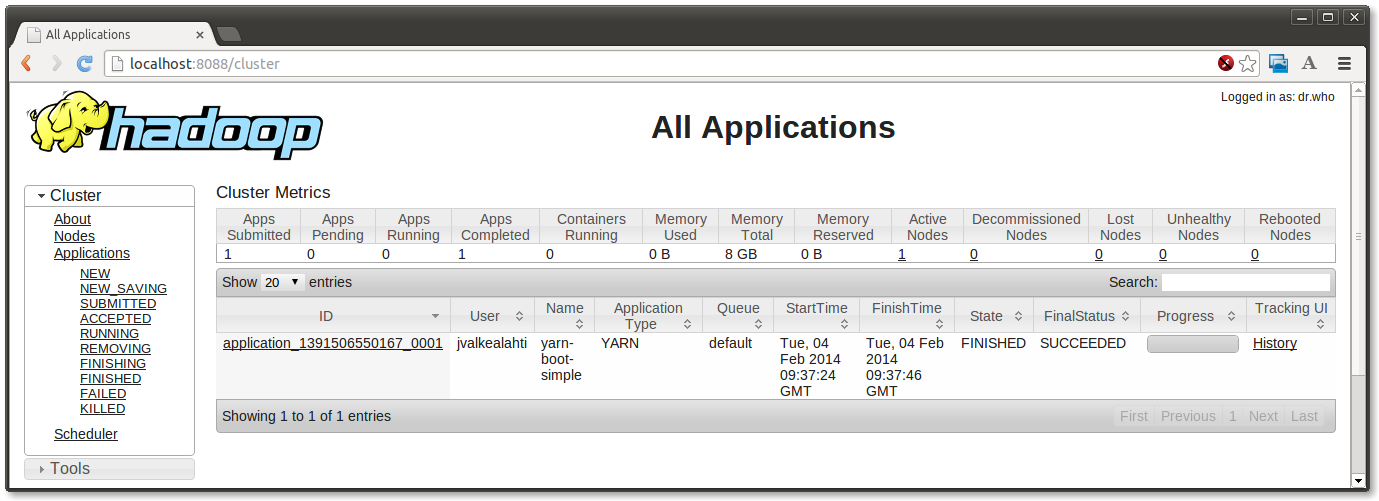 All Applications
localhost:8088/cluster
A
Logged in as: dr.who
hadoop
All Applications
Cluster
About
Nodes
Applications
NEW
NEW_SAVING
SUBMITTED
ACCEPTED
RUNNING
REMOVING
FINISHING
FINISHED
FAILED
KILLED
Scheduler
Tools
Cluster Metrics
Apps Submitted Apps Pending Apps Running Apps Completed Containers Running Memory Used Memory Total Memory Reserved Active Nodes Decommissioned Nodes Lost Nodes Unhealthy Nodes Rebooted Nodes
1 0 0 1 0 0 B 8 GB 0 B 1 0 0 0 0
Show 20 entries Search:
ID User Name Application Type Queue StartTime FinishTime State FinalStatus Progress Tracking UI
application_1391506550167_0001 jvalkealahti yarn-boot-simple YARN default Tue, 04 Feb 2014 09:37:24 GMT Tue, 04 Feb 2014 09:37:46 GMT FINISHED SUCCEEDED History
Showing 1 to 1 of 1 entries First Previous 1 Next Last